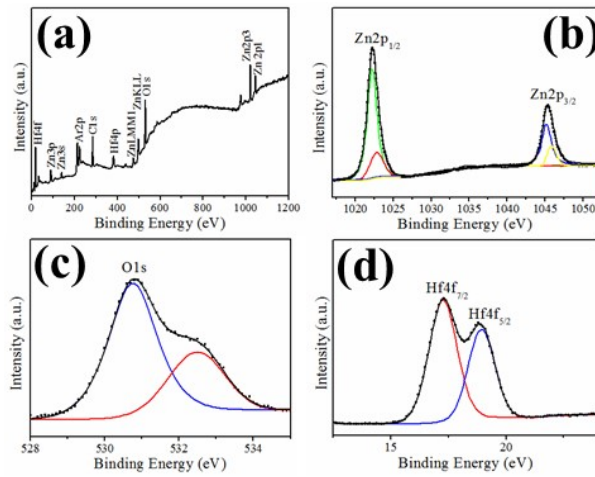 (a)
Intensity (a.u.)
Hf4f
Zn3p
Zn3s
Ar2p
C1s
Hf4p
ZnLMM1
ZnKLL
O1s
Zn2p3
Zn 2p1
0 200 400 600 800 1000 1200
Binding Energy (eV)
(b)
Intensity (a.u.)
Zn2p1/2
Zn2p3/2
1020 1025 1030 1035 1040 1045 1050
Binding Energy (eV)
(c)
Intensity (a.u.)
O1s
528 530 532 534
Binding Energy (eV)
(d)
Intensity (a.u.)
Hf4f7/2
Hf4f5/2
15 20
Binding Energy (eV)